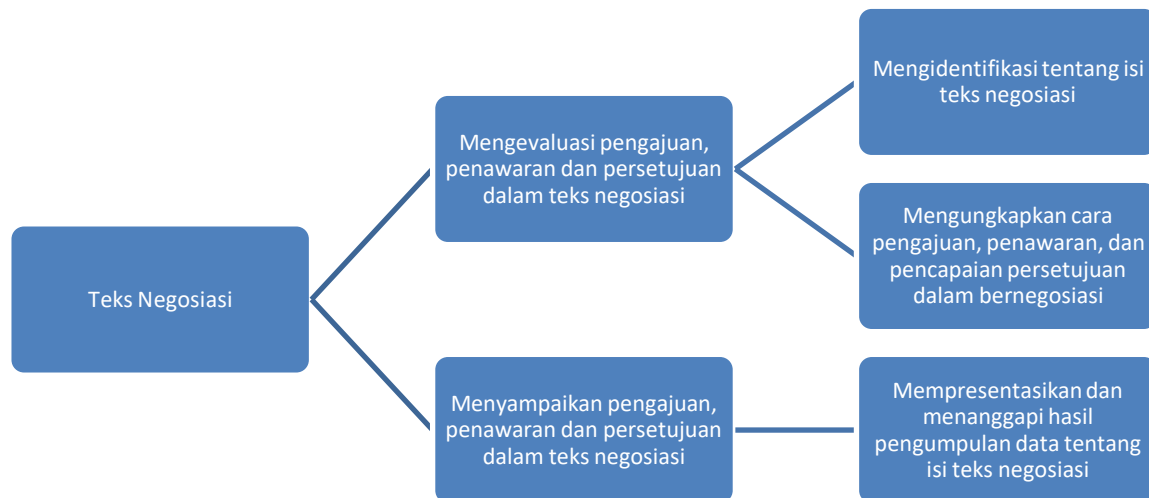 Teks Negosiasi
Mengevaluasi pengajuan,
penawaran dan persetujuan
dalam teks negosiasi
Mengidentifikasi tentang isi
teks negosiasi
Mengungkapkan cara
pengajuan, penawaran, dan
pencapaian persetujuan
dalam bernegosiasi
Menyampaikan pengajuan,
penawaran dan persetujuan
dalam teks negosiasi
Mempresentasikan dan
menanggapi hasil
pengumpulan data tentang
isi teks negosiasi